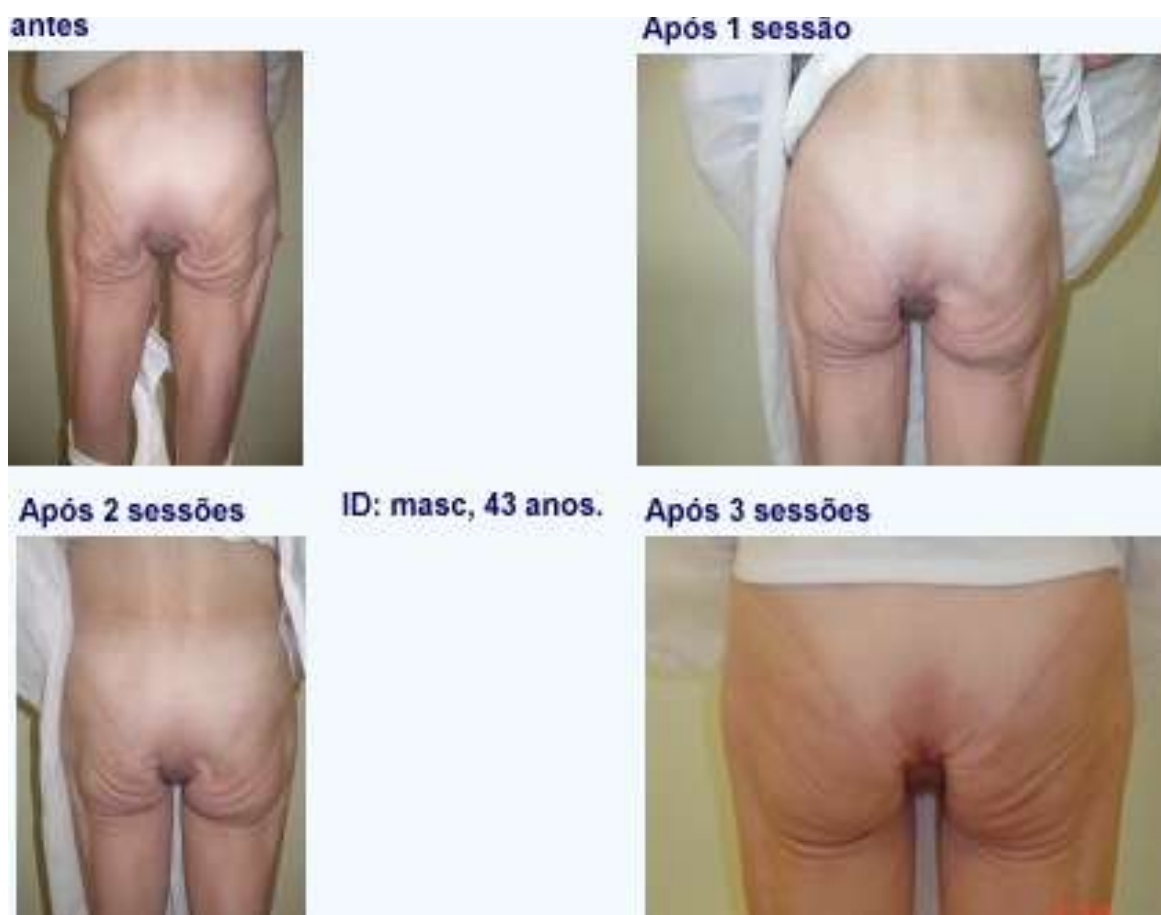 antes
Após 1 sessão
Após 2 sessões
ID: masc, 43 anos.
Após 3 sessões